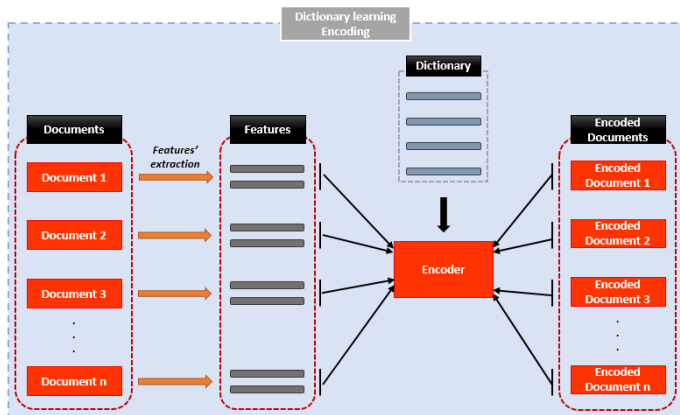 Dictionary learning
Encoding
Dictionary
Documents
Features
Encoded
Documents
Features'
extraction
Document 1
Document 2
Document 3
.
.
.
Document n
Encoder
Encoded
Document 1
Encoded
Document 2
Encoded
Document 3
.
.
.
Encoded
Document n